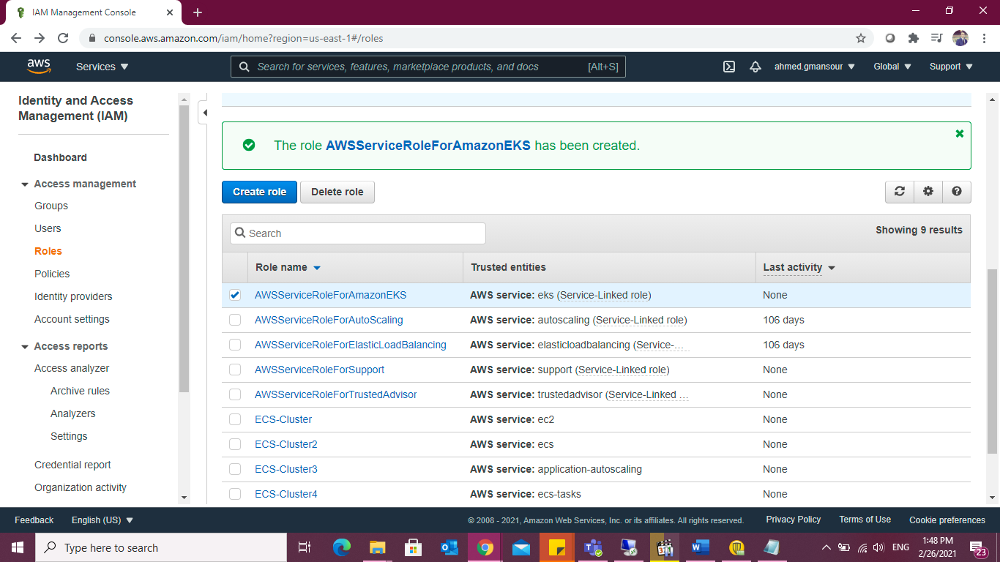 IAM Management Console
console.aws.amazon.com/iam/home?region=us-east-1#/roles
aws
Services
Search for services, features, marketplace products, and docs
[Alt+S]
ahmed.gmansour
Global
Support
Identity and Access
Management (IAM)
Dashboard
Access management
Groups
Users
Roles
Policies
Identity providers
Account settings
Access reports
Access analyzer
Archive rules
Analyzers
Settings
Credential report
Organization activity
The role AWSServiceRoleForAmazonEKS has been created.
Create role
Delete role
Search
Showing 9 results
Role name Trusted entities Last activity
AWSServiceRoleForAmazonEKS AWS service: eks (Service-Linked role) None
AWSServiceRoleForAutoScaling AWS service: autoscaling (Service-Linked role) 106 days
AWSServiceRoleForElasticLoadBalancing AWS service: elasticloadbalancing (Service-... 106 days
AWSServiceRoleForSupport AWS service: support (Service-Linked role) None
AWSServiceRoleForTrustedAdvisor AWS service: trustedadvisor (Service-Linked ... None
ECS-Cluster AWS service: ec2 None
ECS-Cluster2 AWS service: ecs None
ECS-Cluster3 AWS service: application-autoscaling None
ECS-Cluster4 AWS service: ecs-tasks None
Feedback
English (US)
© 2008 - 2021, Amazon Web Services, Inc. or its affiliates. All rights reserved.
Privacy Policy
Terms of Use
Cookie preferences
Type here to search
ENG
1:48 PM
2/26/2021
23